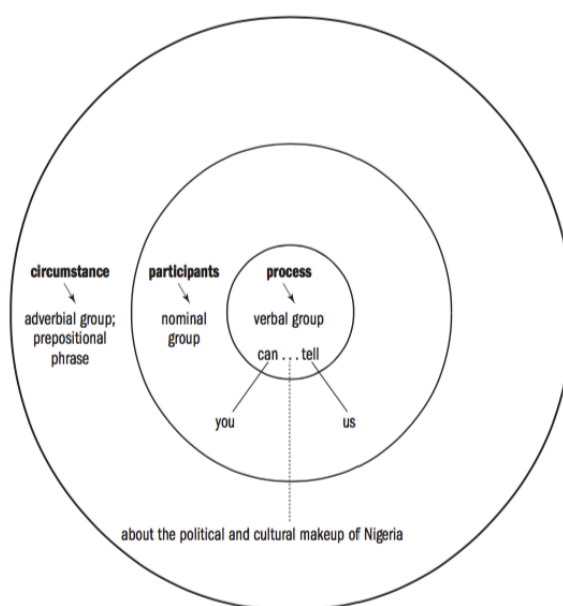 circumstance participants process
adverbial group; nominal verbal group
prepositional group
phrase
can . . . tell
you us
about the political and cultural makeup of Nigeria